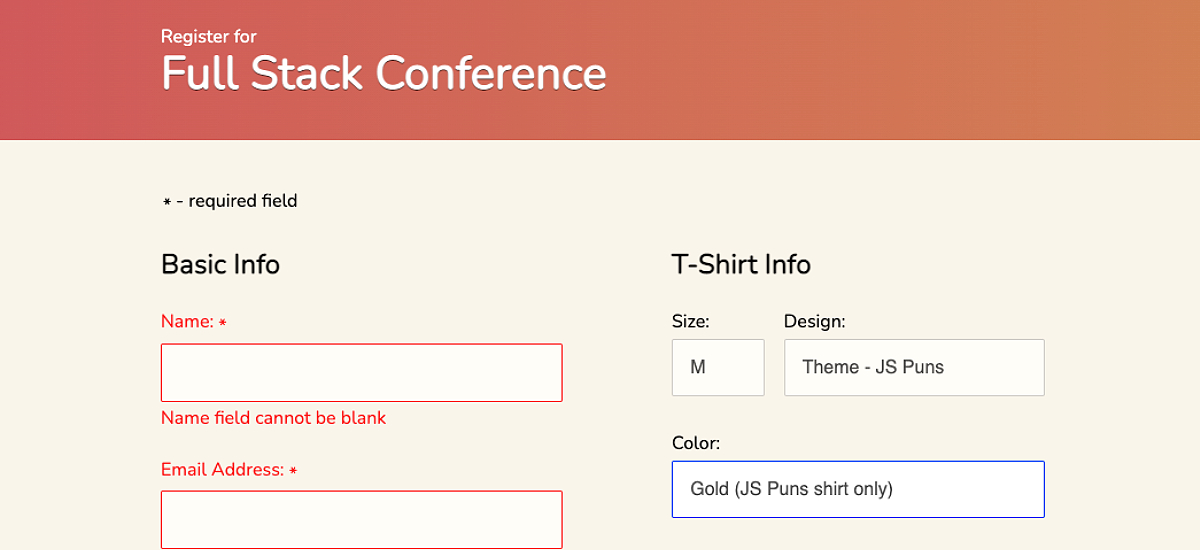 Register for
Full Stack Conference
* - required field
Basic Info
Name: *
Name field cannot be blank
Email Address: *
T-Shirt Info
Size:
Design:
M
Theme - JS Puns
Color:
Gold (JS Puns shirt only)